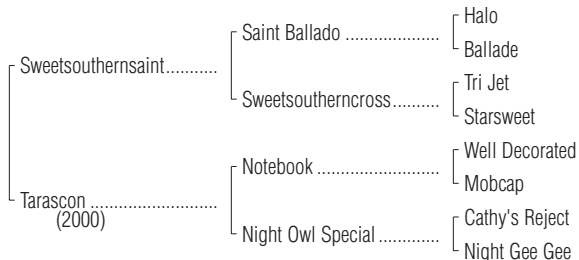 Halo
Saint Ballado ....................
Ballade
Sweetsouthernsaint...........
Tri Jet
Sweetsoutherncross..........
Starsweet
Well Decorated
Notebook ..........................
Mobcap
Tarascon ...........................
(2000)
Cathy's Reject
Night Owl Special .............
Night Gee Gee